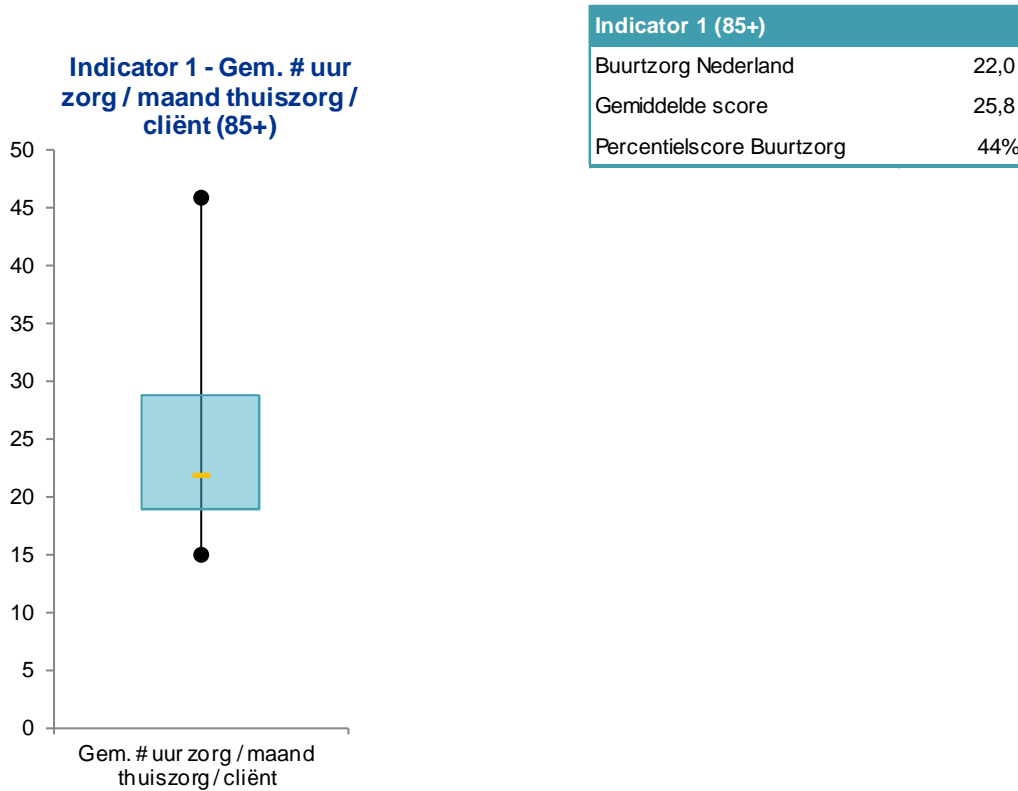 Indicator 1 - Gem. # uur
zorg / maand thuiszorg /
cliënt (85+)
50
45
40
35
30
25
20
15
10
5
0
Gem. # uur zorg / maand
thuiszorg / cliënt
Indicator 1 (85+)
Buurtzorg Nederland 22,0
Gemiddelde score 25,8
Percentielscore Buurtzorg 44%